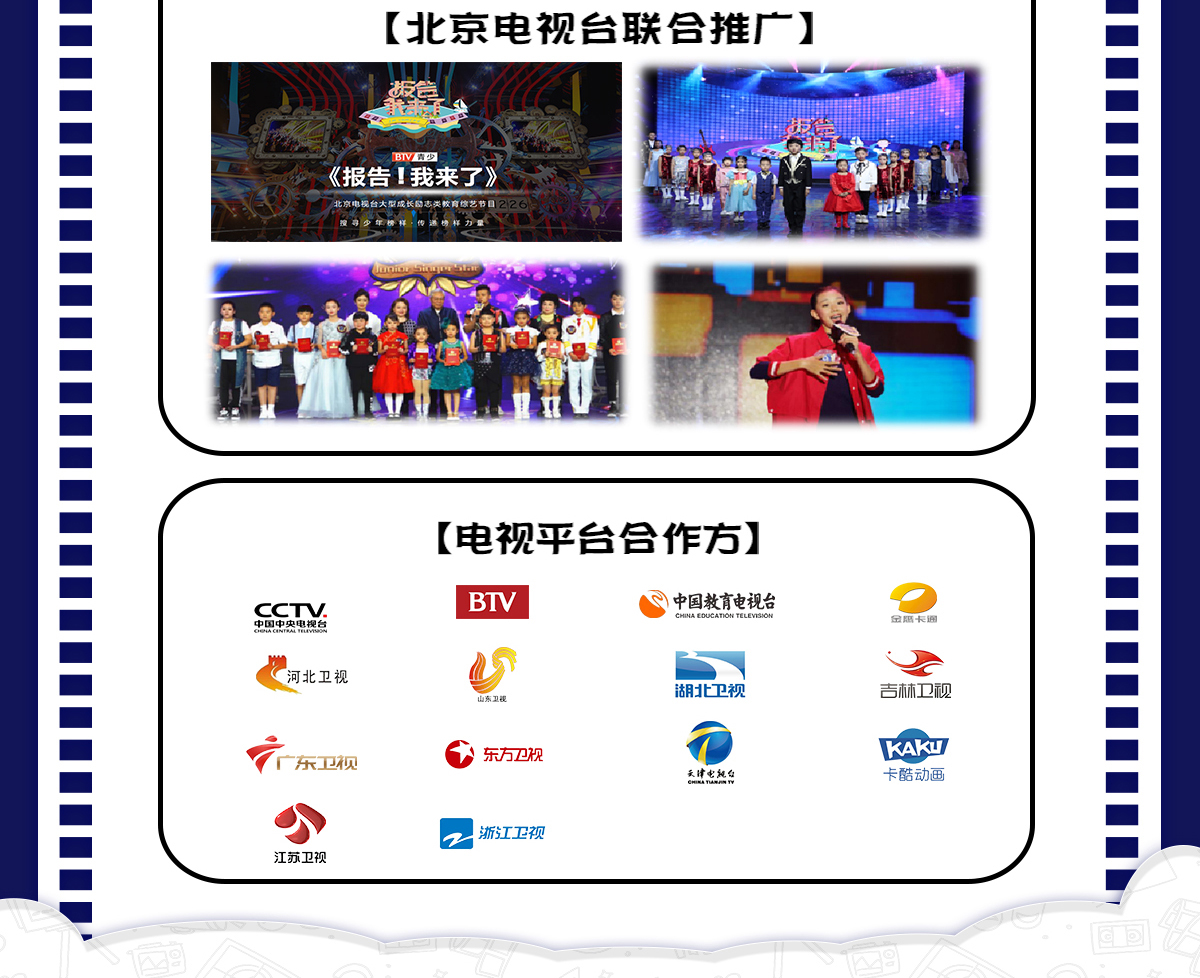 【北京电视台联合推广】
报告
我来了
BTV 青少
《报告!我来了》
北京电视台大型成长励志类教育综艺节目
搜寻少年榜样·传递榜样力量
报告
Junior Singer Star
【电视平台合作方】
CCTV.
中国中央电视台
CHINA CENTRAL TELEVISION
BTV
中国教育电视台
CHINA EDUCATION TELEVISION
金鹰卡通
河北卫视
山东卫视
湖北卫视
吉林卫视
广东卫视
东方卫视
天津电视台
CHINA TIANJIN TV
KAKU
卡酷动画
江苏卫视
浙江卫视